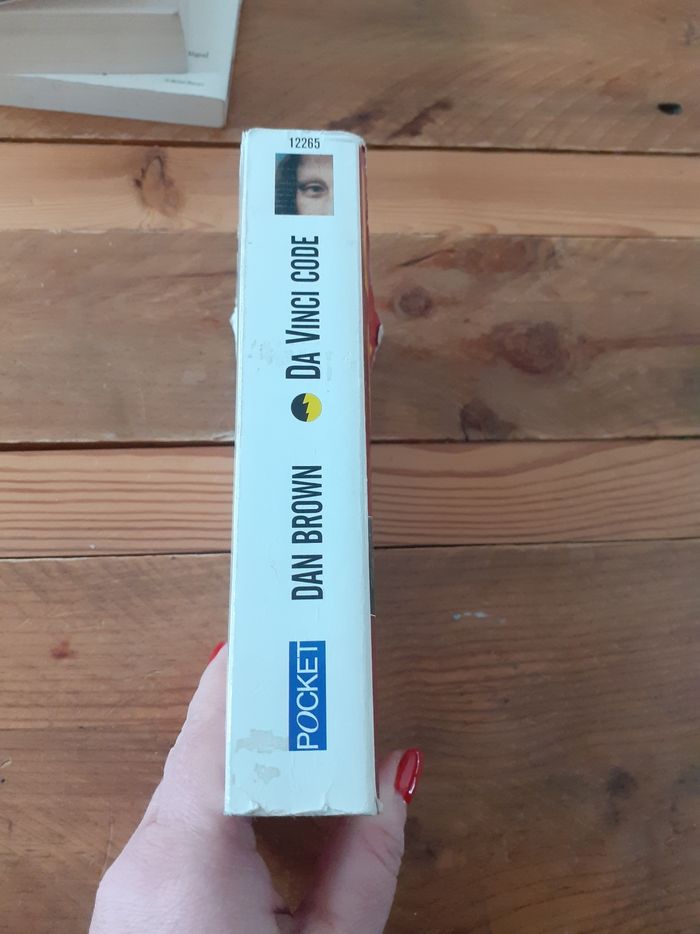 12265
DA VINCI CODE
DAN BROWN
POCKET